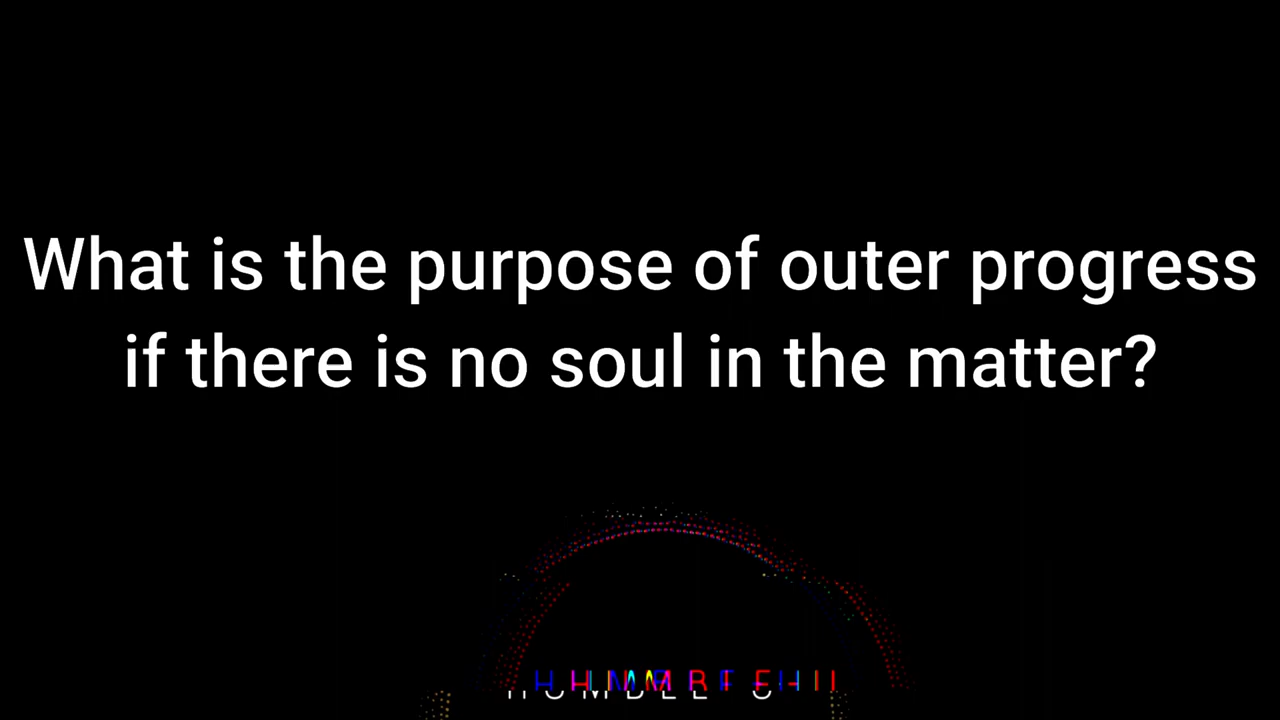 What is the purpose of outer progress
if there is no soul in the matter?